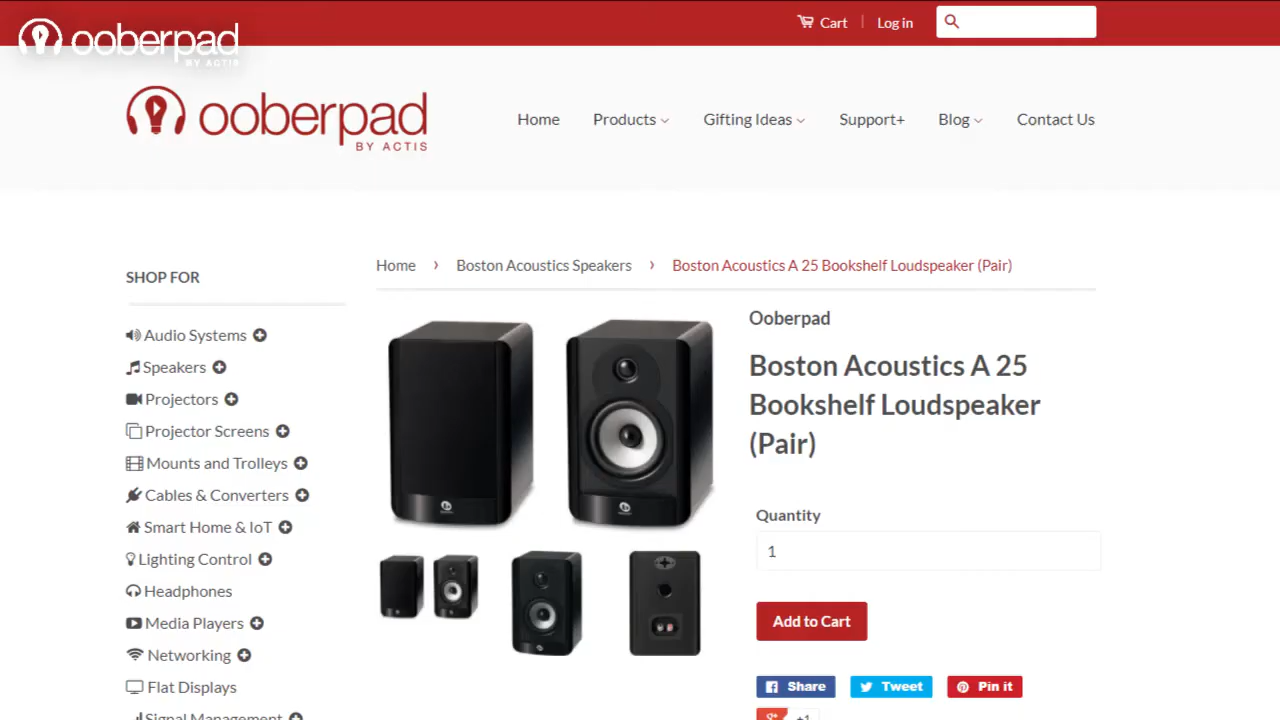 ooberpad
BY ACTIS
Cart
Log in
ooberpad
BY ACTIS
Home
Products
Gifting Ideas
Support+
Blog
Contact Us
SHOP FOR
Audio Systems
Speakers
Projectors
Projector Screens
Mounts and Trolleys
Cables & Converters
Smart Home & IoT
Lighting Control
Headphones
Media Players
Networking
Flat Displays
Signal Management
Home › Boston Acoustics Speakers › Boston Acoustics A 25 Bookshelf Loudspeaker (Pair)
Ooberpad
Boston Acoustics A 25
Bookshelf Loudspeaker
(Pair)
Quantity
1
Add to Cart
Share
Tweet
Pin it
+1